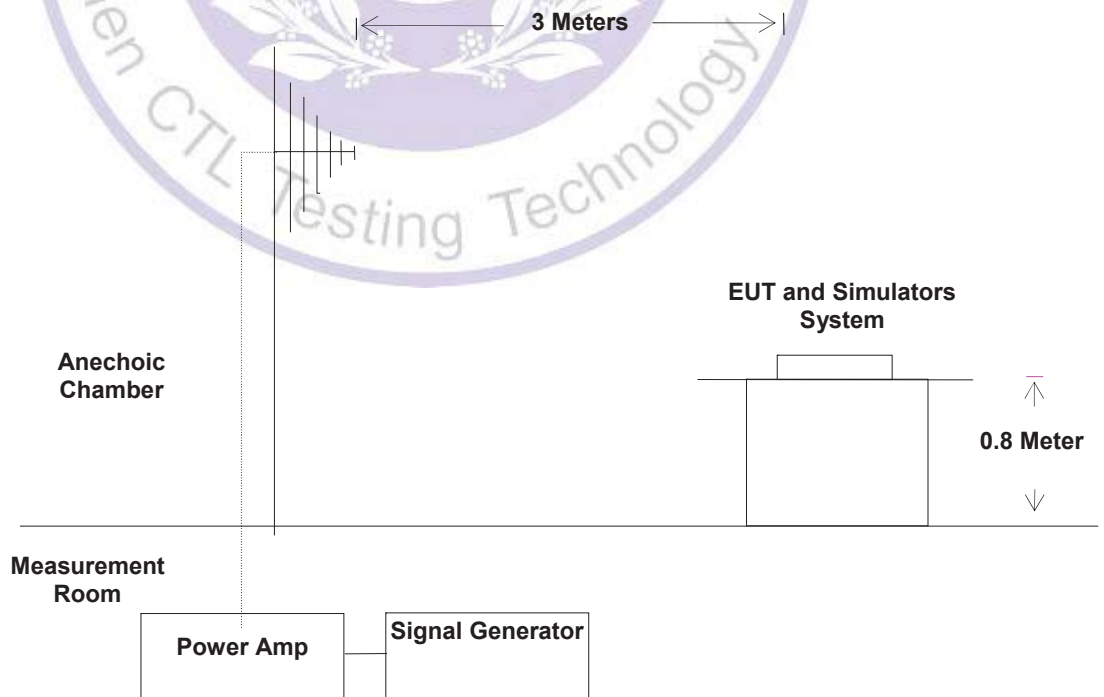 3 Meters
CTL Testing Technology
EUT and Simulators
System
Anechoic
Chamber
0.8 Meter
Measurement
Room
Power Amp
Signal Generator